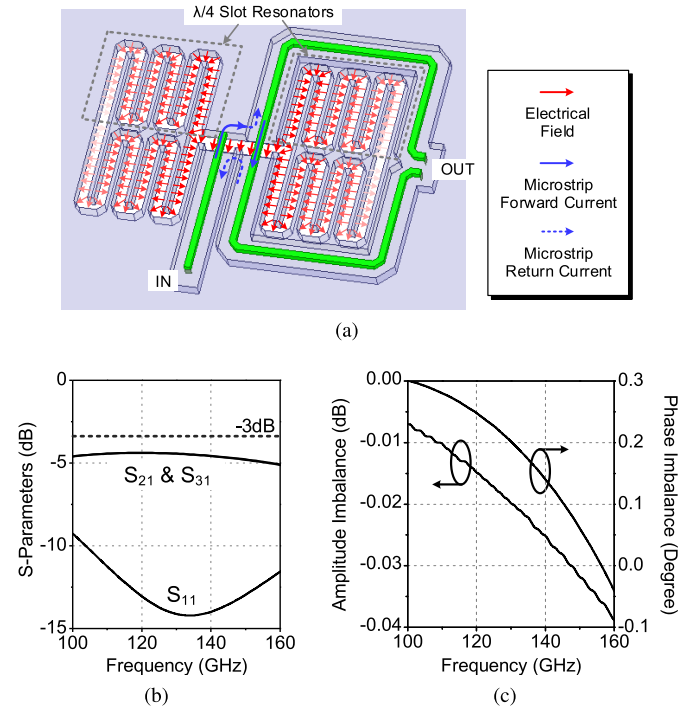 λ/4 Slot Resonators
OUT
IN
Electrical
Field
Microstrip
Forward Current
Microstrip
Return Current
(a)
0
-5
-10
-15
S-Parameters (dB)
-3dB
S₂₁ & S₃₁
S₁₁
100 120 140 160
Frequency (GHz)
(b)
0.00
-0.01
-0.02
-0.03
-0.04
Amplitude Imbalance (dB)
0.3
0.2
0.1
0.0
-0.1
Phase Imbalance (Degree)
100 120 140 160
Frequency (GHz)
(c)